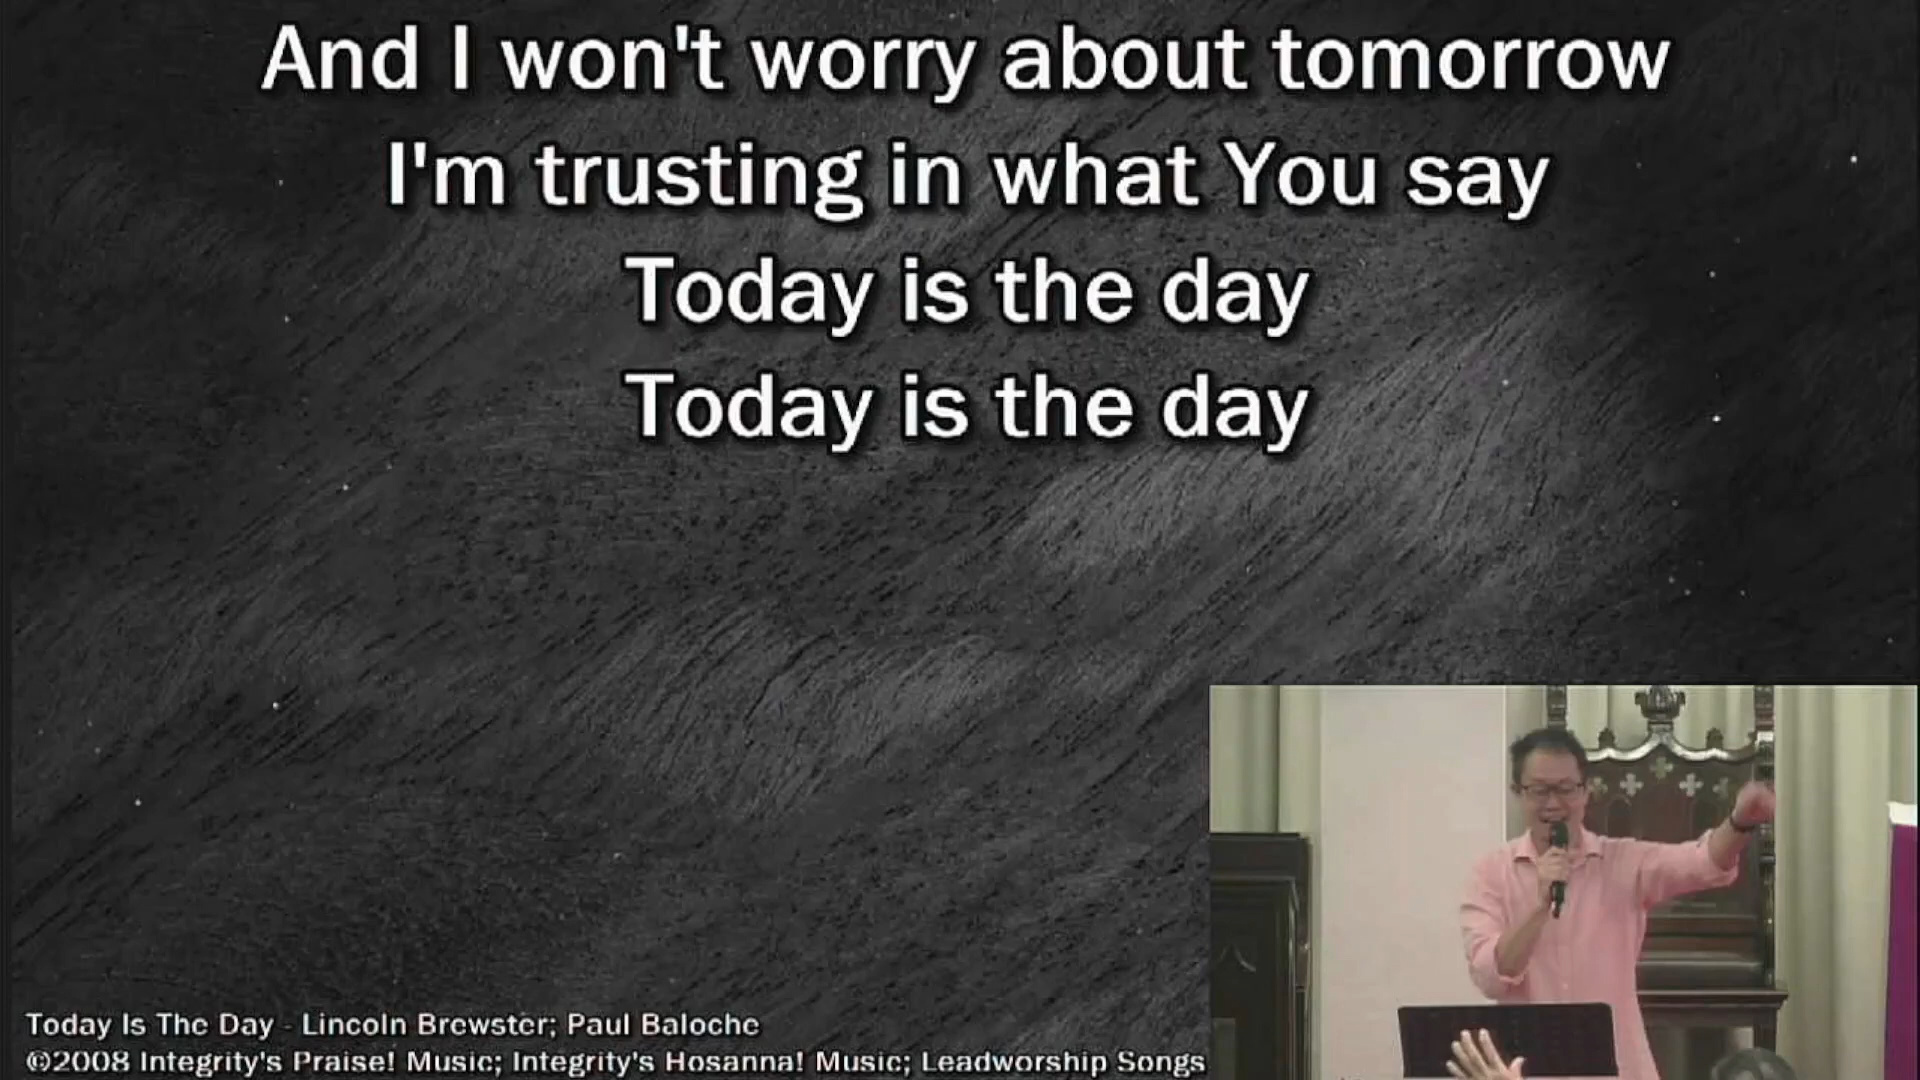 And I won't worry about tomorrow
I'm trusting in what You say
Today is the day
Today is the day
Today Is The Day - Lincoln Brewster; Paul Baloche
©2008 Integrity's Praise! Music; Integrity's Hosanna! Music; Leadworship Songs